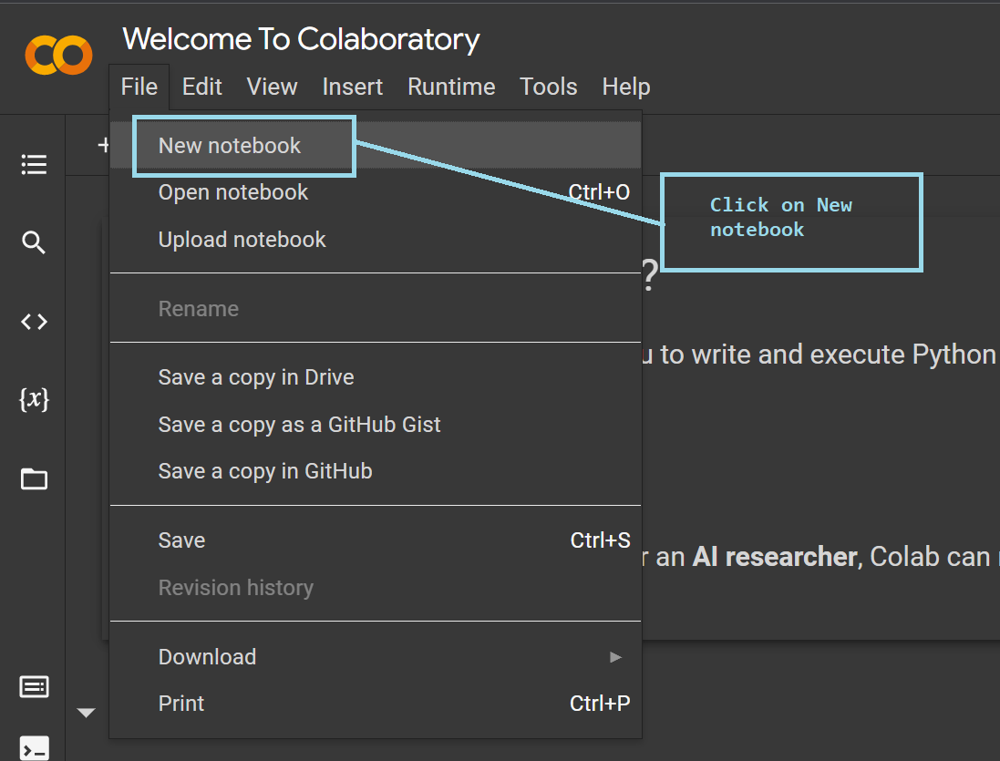 Welcome To Colaboratory
File Edit View Insert Runtime Tools Help
+
New notebook
Open notebook Ctrl+O
Upload notebook
Click on New
notebook
?
Rename
u to write and execute Python
Save a copy in Drive
Save a copy as a GitHub Gist
Save a copy in GitHub
Save Ctrl+S
r an AI researcher, Colab can
Revision history
Download
Print Ctrl+P
{x}